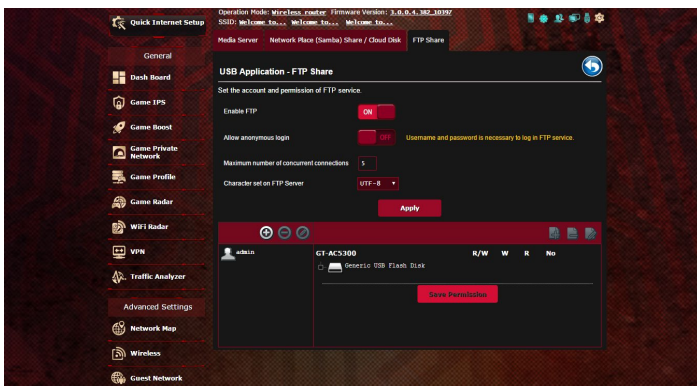 Quick Internet Setup
Operation Mode: Wireless router Firmware Version: 3.0.0.4.382_10397
SSID: Welcome to... Welcome to... Welcome to...
Media Server Network Place (Samba) Share / Cloud Disk FTP Share
General
Dash Board
Game IPS
Game Boost
Game Private
Network
Game Profile
Game Radar
WiFi Radar
VPN
Traffic Analyzer
Advanced Settings
Network Map
Wireless
Guest Network
USB Application - FTP Share
Set the account and permission of FTP service.
Enable FTP ON
Allow anonymous login OFF Username and password is necessary to log in FTP service.
Maximum number of concurrent connections 5
Character set on FTP Server UTF-8
Apply
admin
GT-AC5300 R/W W R No
Generic USB Flash Disk
Save Permission